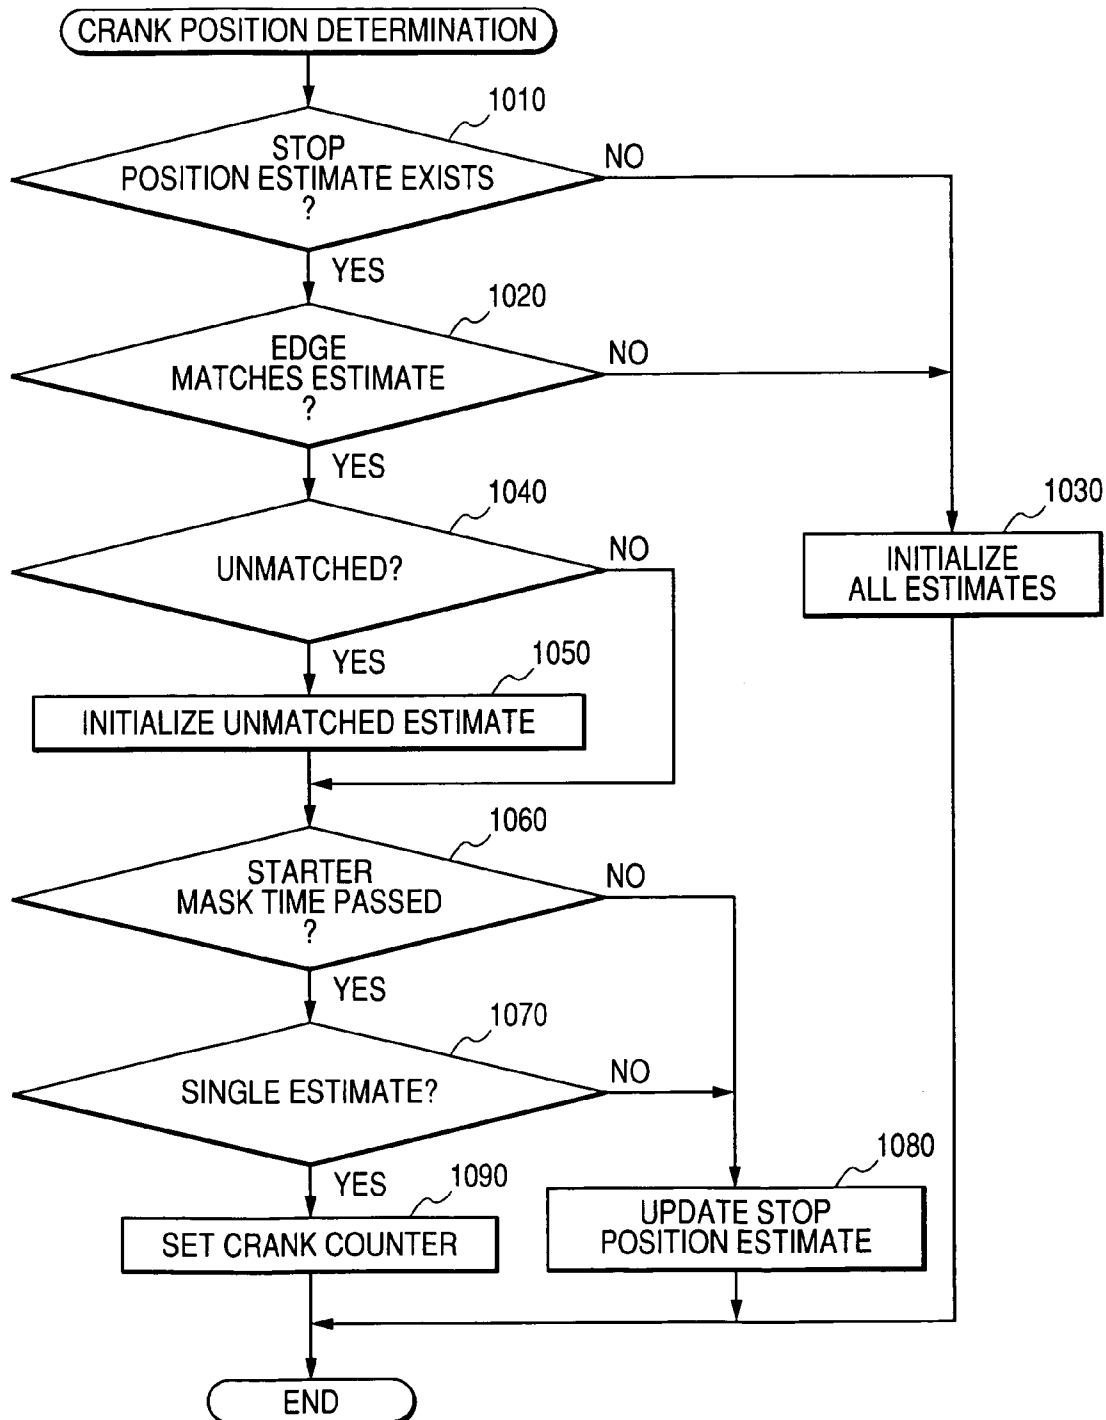 CRANK POSITION DETERMINATION
1010
STOP
POSITION ESTIMATE EXISTS
?
NO
YES
1020
EDGE
MATCHES ESTIMATE
?
NO
YES
1040
UNMATCHED?
NO
1030
INITIALIZE
ALL ESTIMATES
YES
1050
INITIALIZE UNMATCHED ESTIMATE
1060
STARTER
MASK TIME PASSED
?
NO
YES
1070
SINGLE ESTIMATE?
NO
YES
1090
SET CRANK COUNTER
1080
UPDATE STOP
POSITION ESTIMATE
END